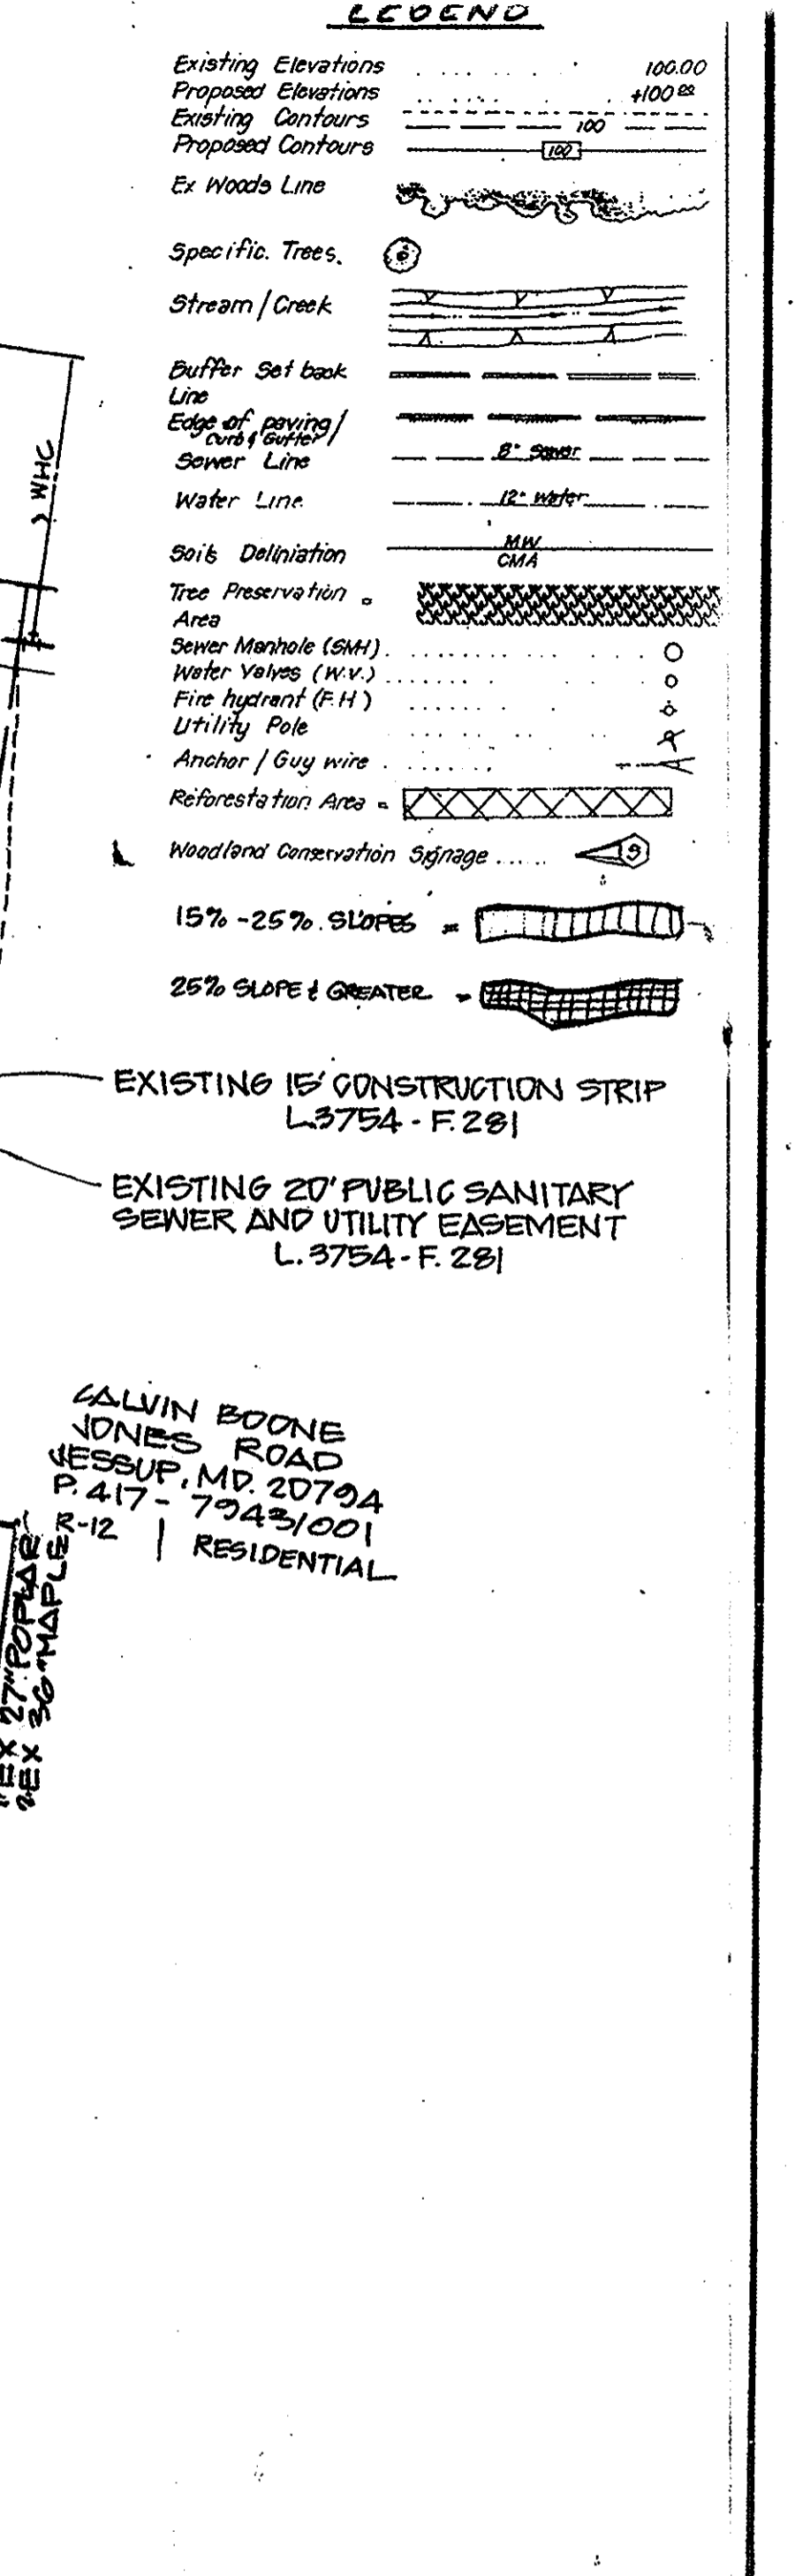 LEGEND
Existing Elevations . . . . . . 100.00
Proposed Elevations . . . . . . +100 00
Existing Contours 100
Proposed Contours 100
Ex Woods Line
Specific. Trees.
Stream / Creek
Buffer Set back
Line
Edge of paving /
Curb & Gutter
Sewer Line 8" Sewer
Water Line 12" Water
Soils Deliniation MW
CMA
Tree Preservation =
Area
Sewer Manhole (SMH) . . . . . .
Water Valves (W.V.) . . . . . .
Fire hydrant (F.H) . . . . . .
Utility Pole . . . . . .
Anchor / Guy wire . . . . . .
Reforestation Area =
Woodland Conservation Signage ...... S
15% - 25% SLOPES =
25% SLOPE & GREATER =
WHC
EXISTING 15' CONSTRUCTION STRIP
L.3754 - F. 281
EXISTING 20' PUBLIC SANITARY
SEWER AND UTILITY EASEMENT
L. 3754 - F. 281
CALVIN BOONE
JONES ROAD
JESSUP, MD. 20794
P. 417 - 7943/001
R-12 | RESIDENTIAL
EX 27" POPLAR
EX 36" MAPLE